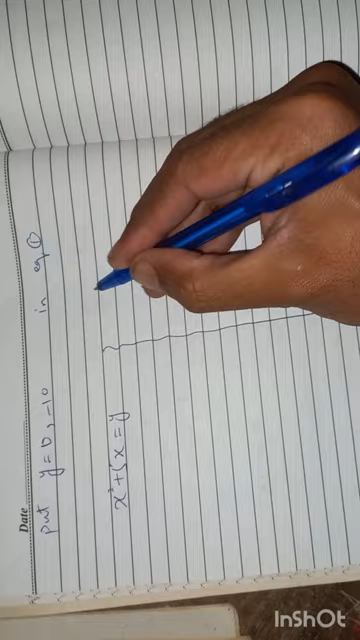 Date
put y = 0, -10 in eq ①
x² + 5x = y
InShOt